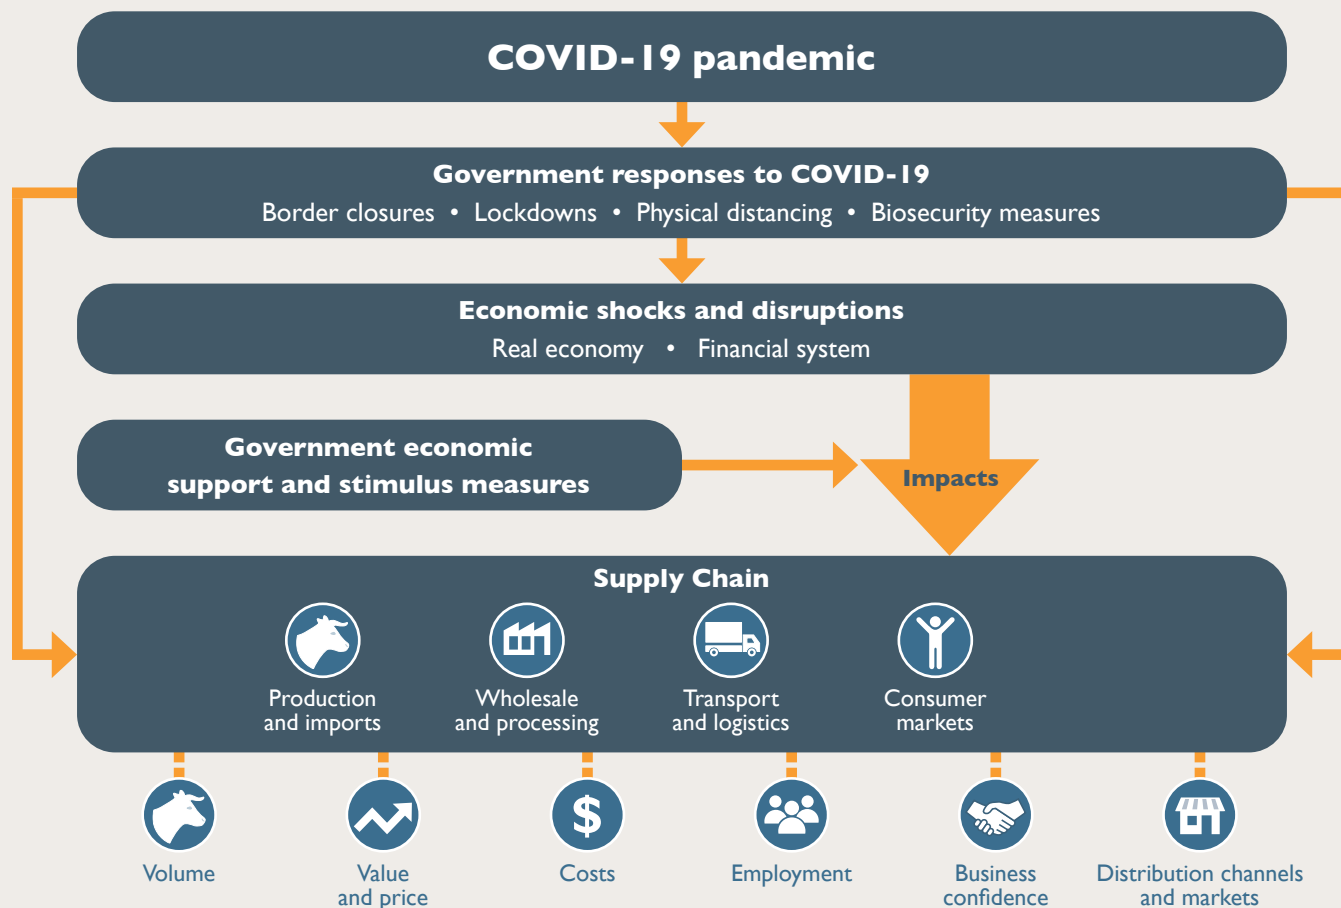 COVID-19 pandemic
Government responses to COVID-19
Border closures • Lockdowns • Physical distancing • Biosecurity measures
Economic shocks and disruptions
Real economy • Financial system
Government economic
support and stimulus measures
Impacts
Supply Chain
Production
and imports
Wholesale
and processing
Transport
and logistics
Consumer
markets
$
Volume
Value
and price
Costs
Employment
Business
confidence
Distribution channels
and markets